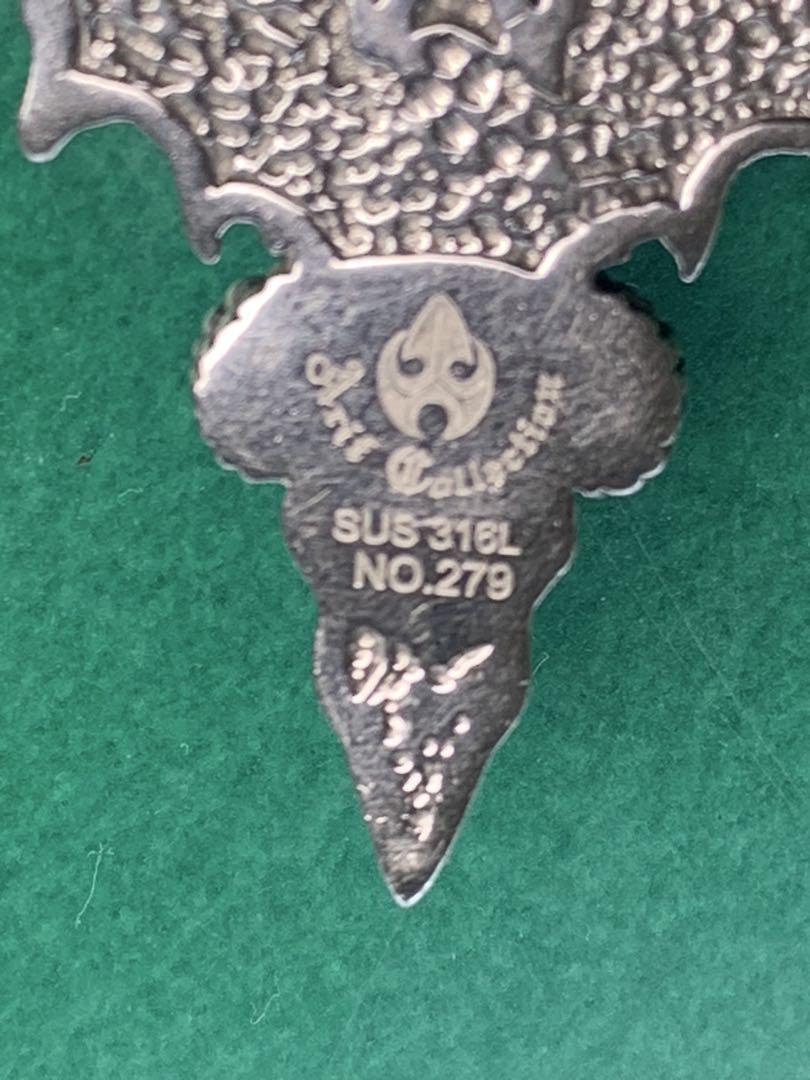 Arit Collection
SUS 316L
NO.279